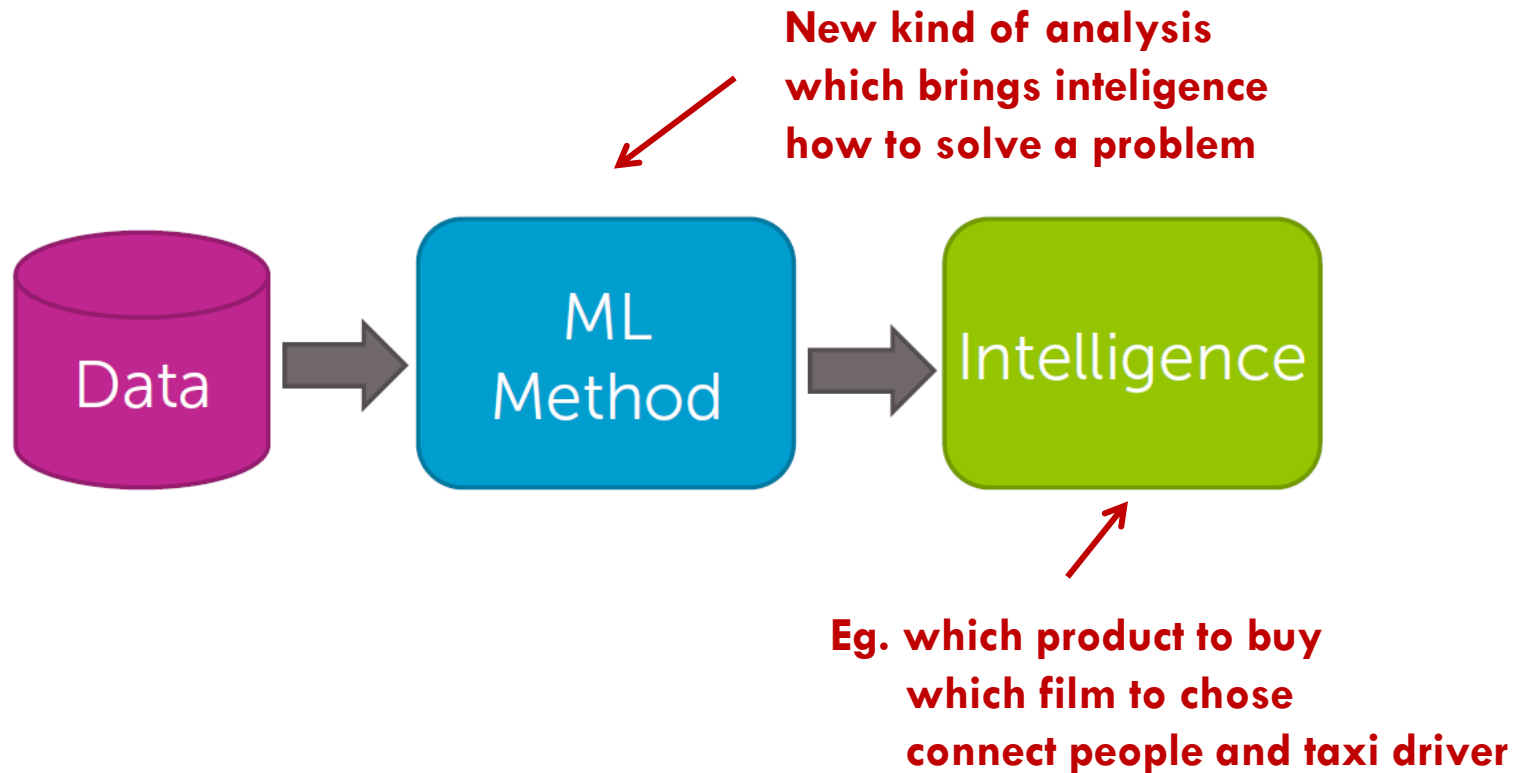 New kind of analysis
which brings inteligence
how to solve a problem
Data
ML
Method
Intelligence
Eg. which product to buy
which film to chose
connect people and taxi driver